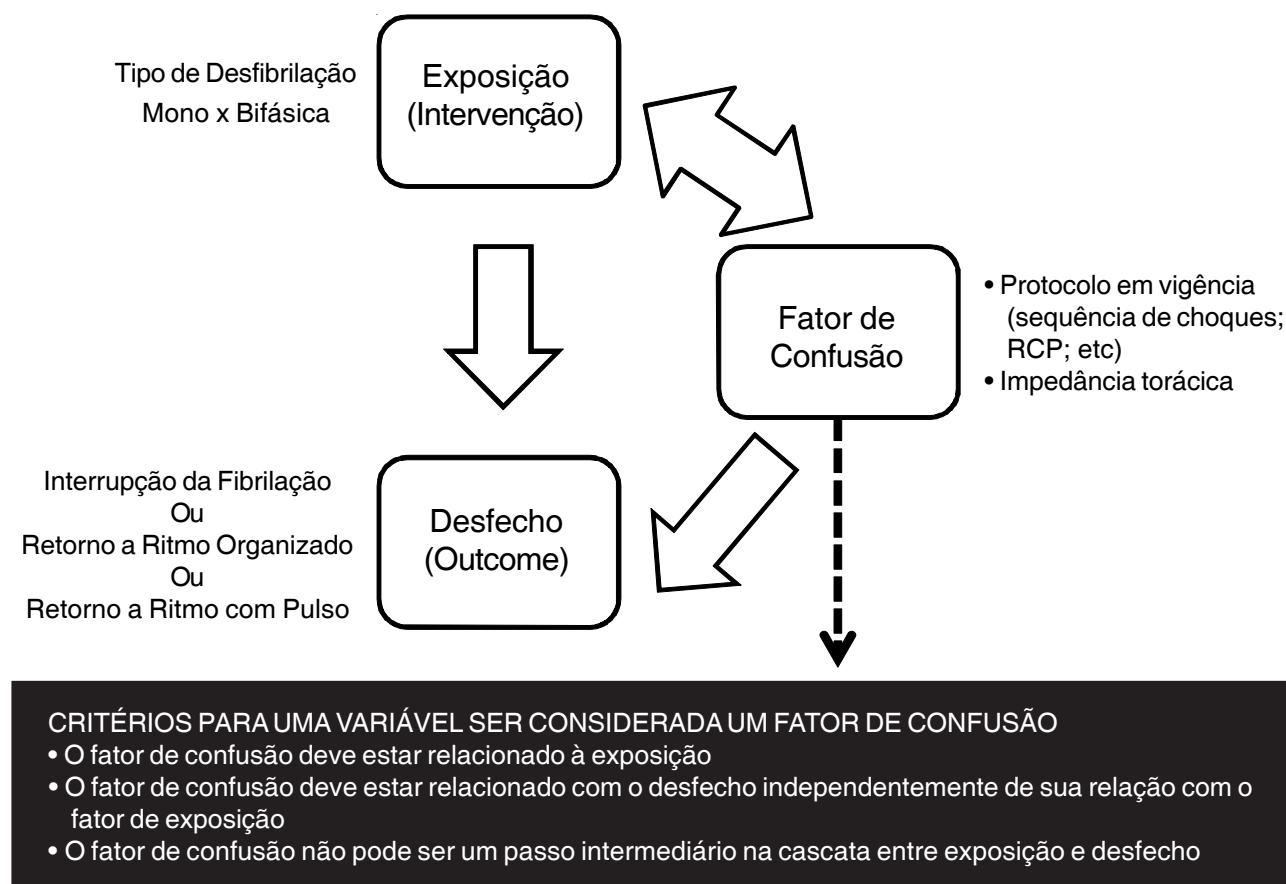 Tipo de Desfibrilação
Mono x Bifásica
Exposição
(Intervenção)
Fator de
Confusão
• Protocolo em vigência
(sequência de choques;
RCP; etc)
• Impedância torácica
Interrupção da Fibrilação
Ou
Retorno a Ritmo Organizado
Ou
Retorno a Ritmo com Pulso
Desfecho
(Outcome)
CRITÉRIOS PARA UMA VARIÁVEL SER CONSIDERADA UM FATOR DE CONFUSÃO
• O fator de confusão deve estar relacionado à exposição
• O fator de confusão deve estar relacionado com o desfecho independentemente de sua relação com o
fator de exposição
• O fator de confusão não pode ser um passo intermediário na cascata entre exposição e desfecho